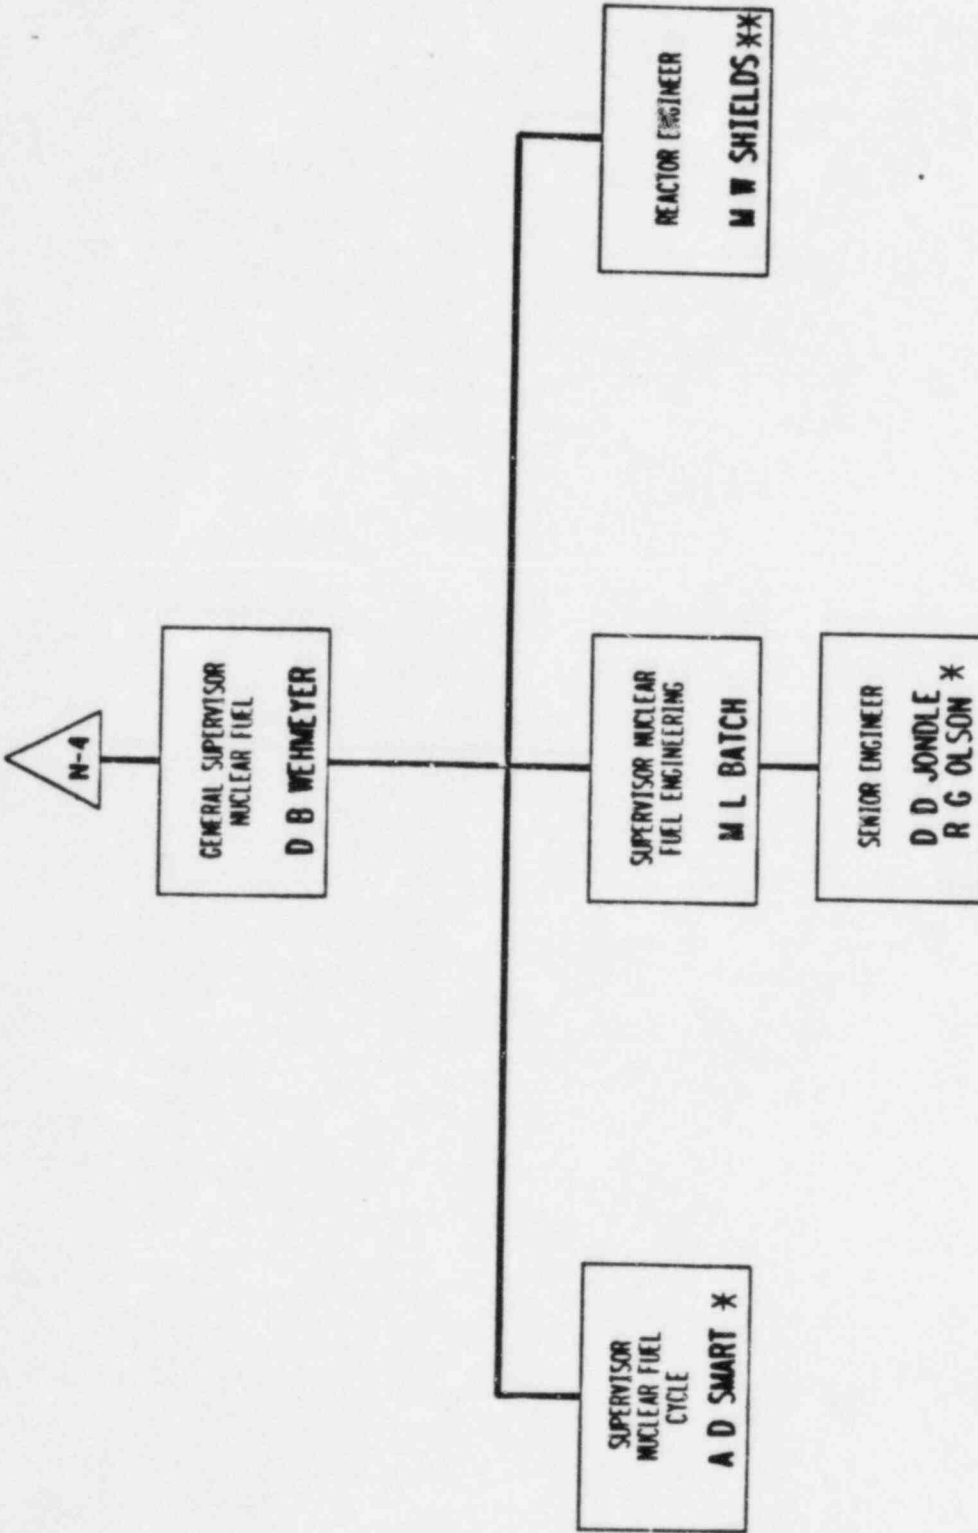 N-4
GENERAL SUPERVISOR
NUCLEAR FUEL
D B WEHMEYER
SUPERVISOR
NUCLEAR FUEL
CYCLE
A D SMART *
SUPERVISOR NUCLEAR
FUEL ENGINEERING
M L BATCH
REACTOR ENGINEER
M W SHIELDS **
SENIOR ENGINEER
D D JONDLE
R G OLSON *